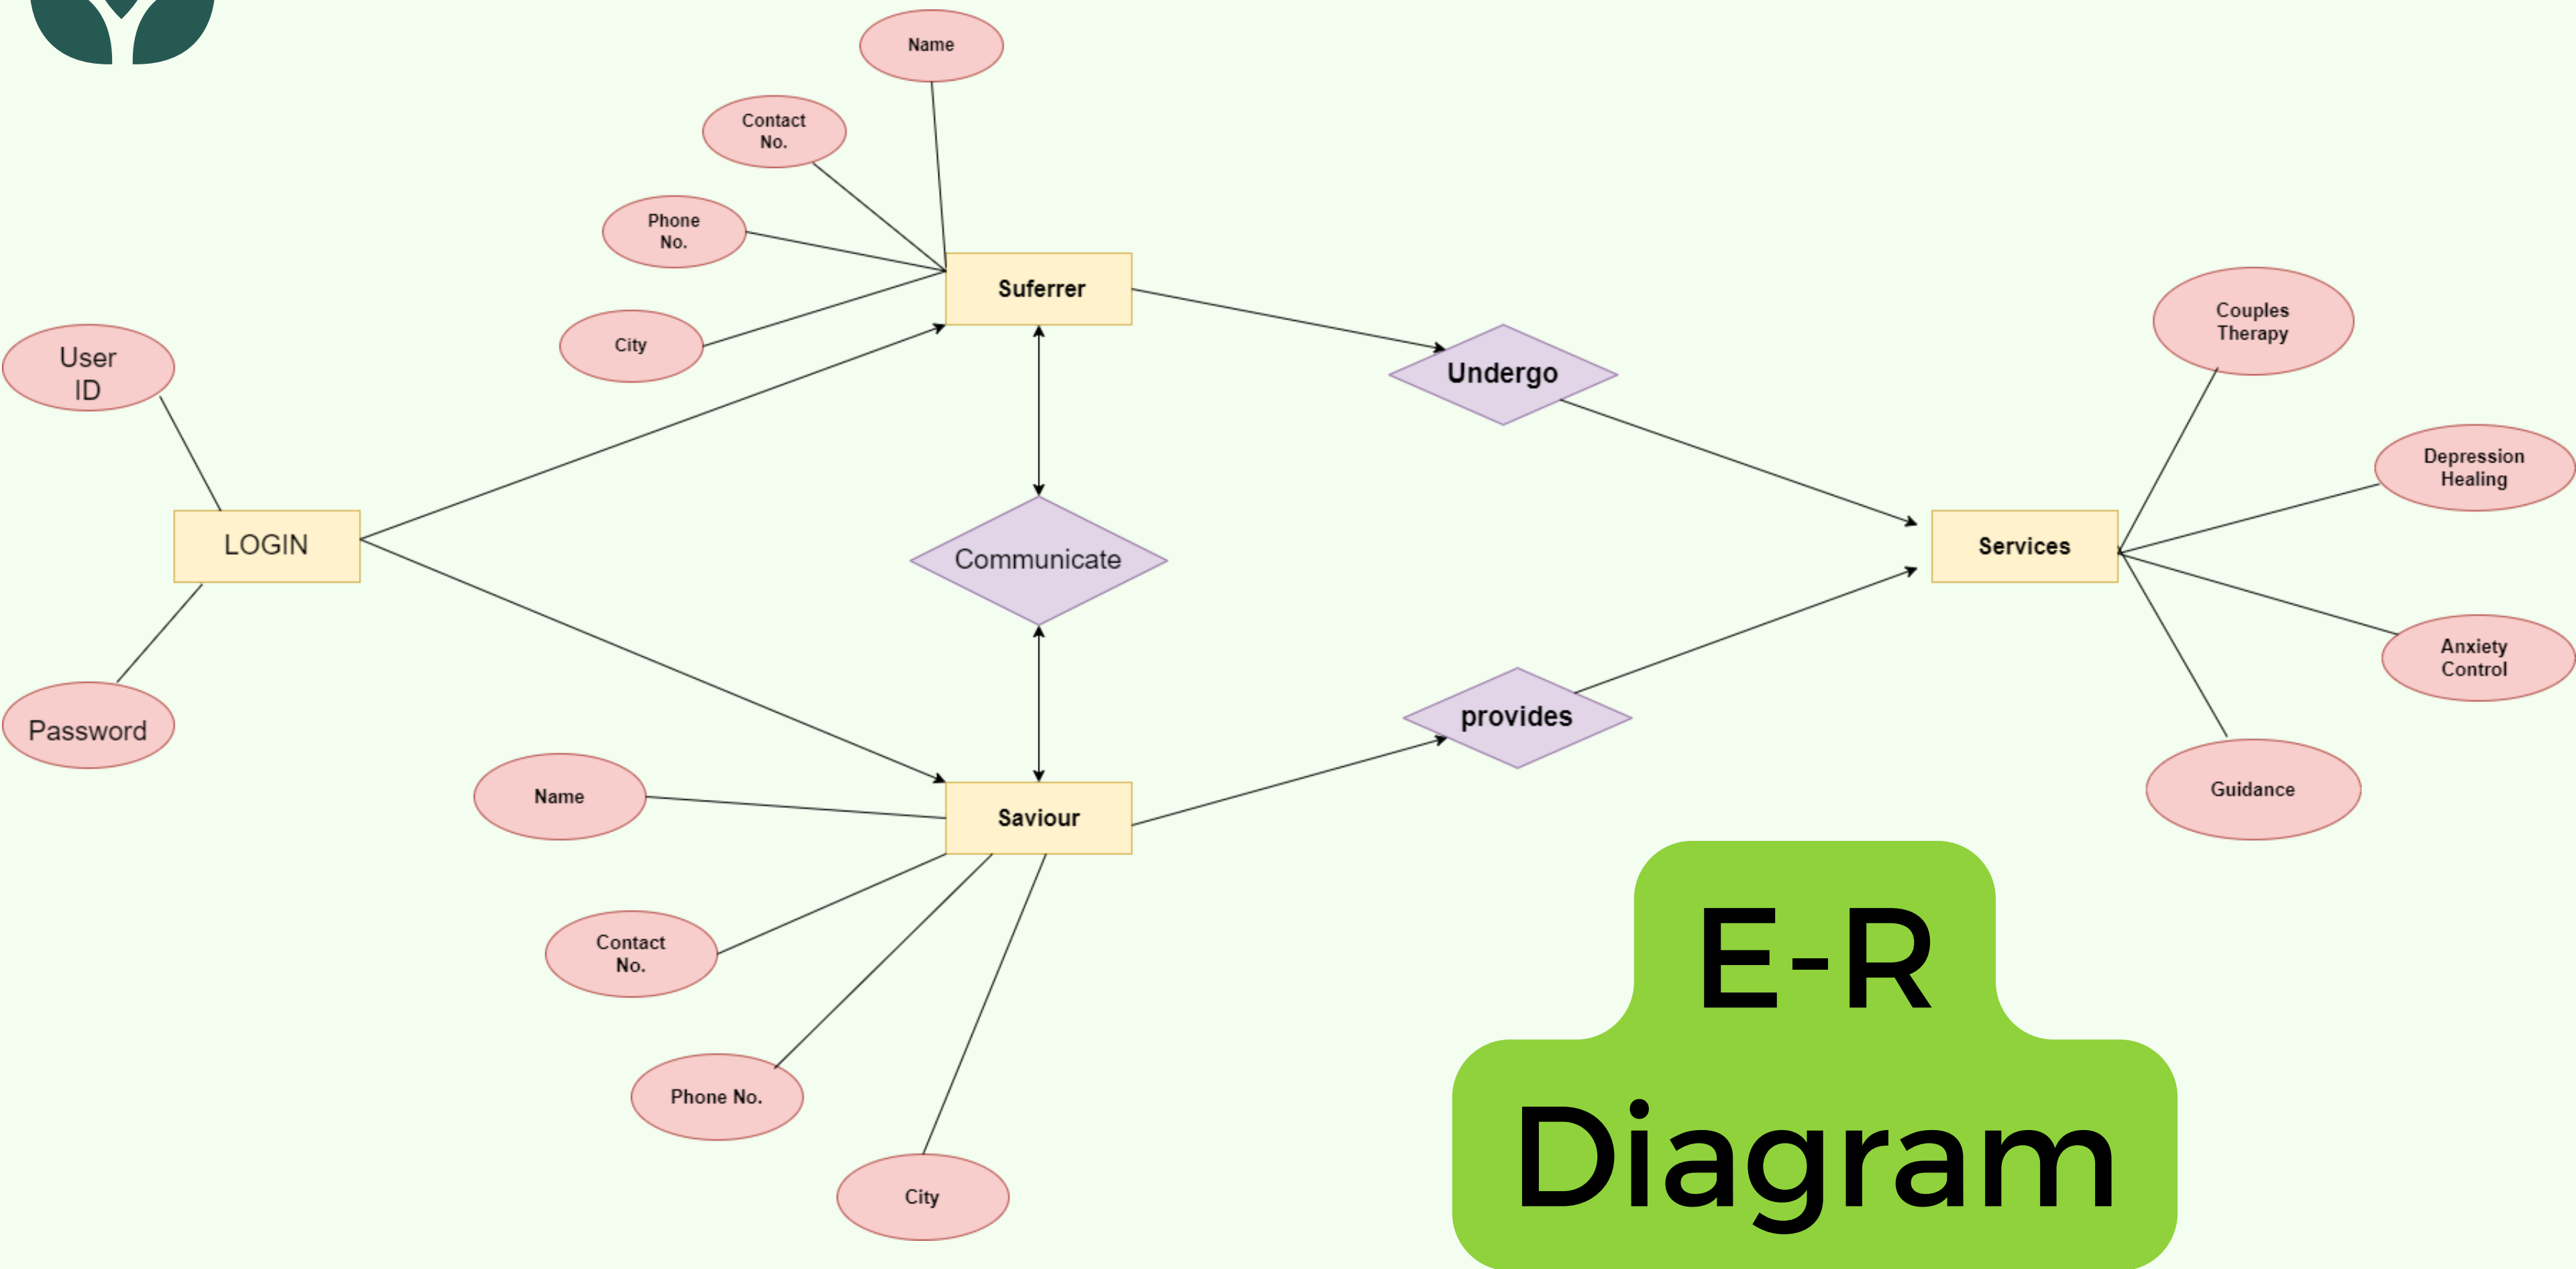 Name
Contact
No.
Phone
No.
Suferrer
City
Couples
Therapy
User
ID
Undergo
Depression
Healing
LOGIN
Communicate
Services
Anxiety
Control
Password
provides
Name
Saviour
Guidance
Contact
No.
Phone No.
City
E-R
Diagram